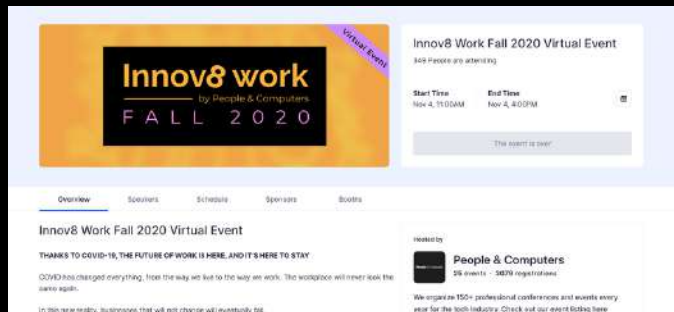 Innov8 work
by People & Computers
FALL 2020
Virtual Event
Innov8 Work Fall 2020 Virtual Event
349 People are attending
Start Time
End Time
Nov 4, 11:00AM
Nov 4, 4:00PM
The event is over
Overview
Speakers
Schedule
Sponsors
Booths
Innov8 Work Fall 2020 Virtual Event
THANKS TO COVID-19, THE FUTURE OF WORK IS HERE, AND IT'S HERE TO STAY
COVID has changed everything, from the way we live to the way we work. The workplace will never look the
same again.
In this new reality, businesses that will not change will eventually fail.
Hosted by
People & Computers
25 events · 3079 registrations
We organize 150+ professional conferences and events every
year for the tech industry. Check out our event listing here